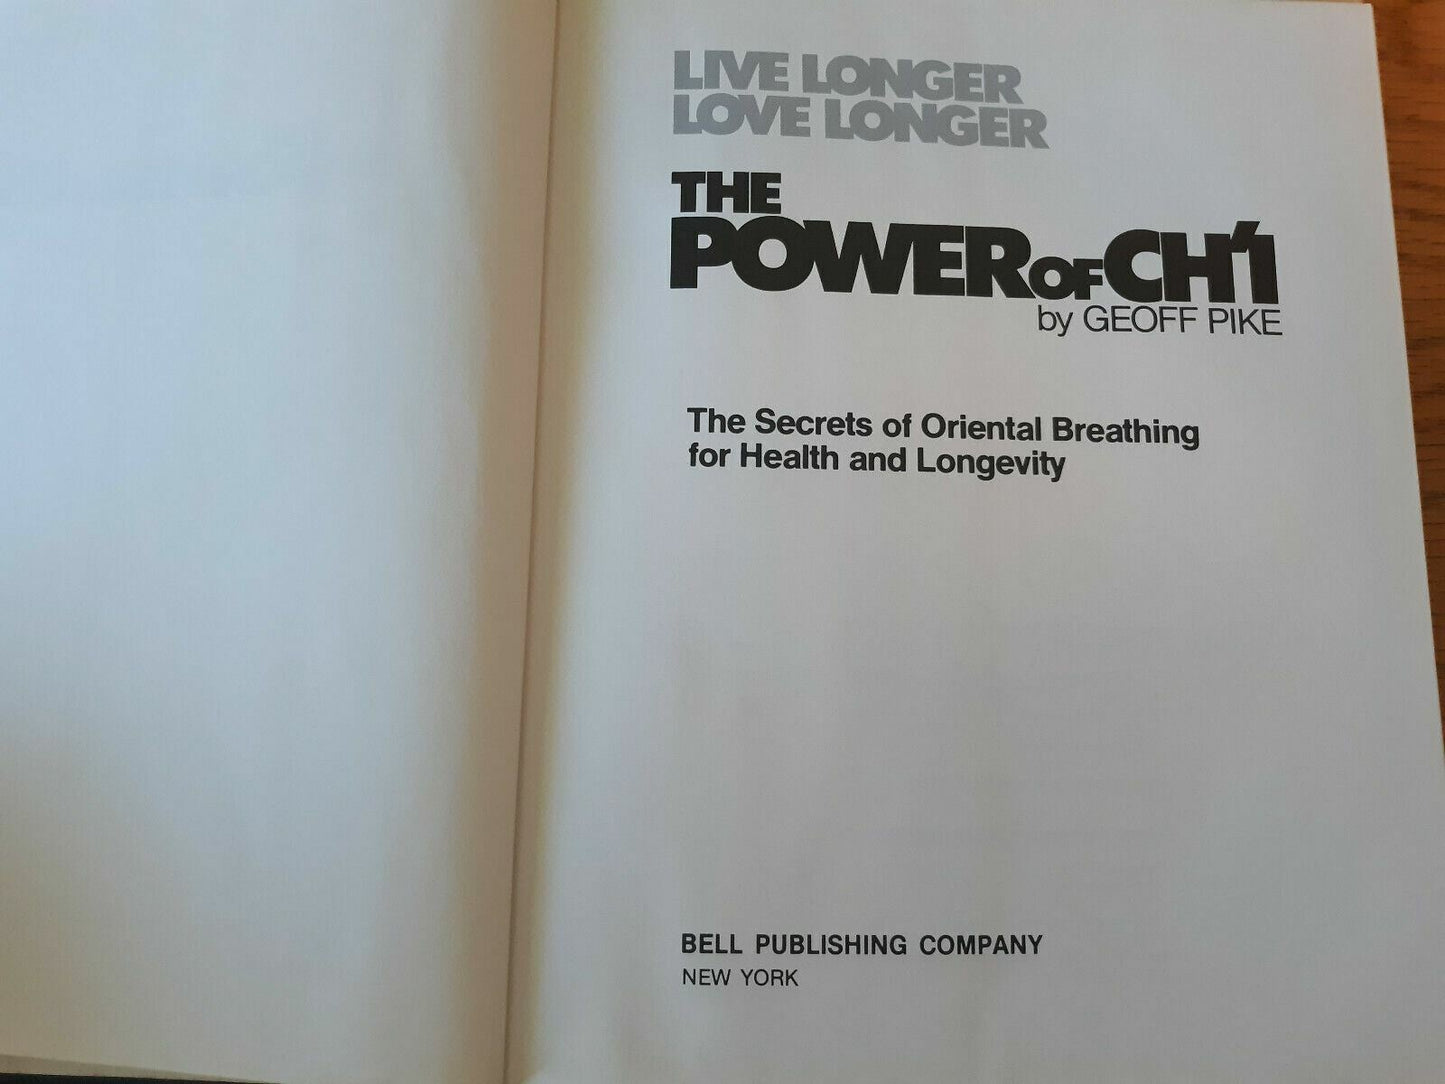 LIVE LONGER
LOVE LONGER
THE
POWER OF CH'I
by GEOFF PIKE
The Secrets of Oriental Breathing
for Health and Longevity
BELL PUBLISHING COMPANY
NEW YORK